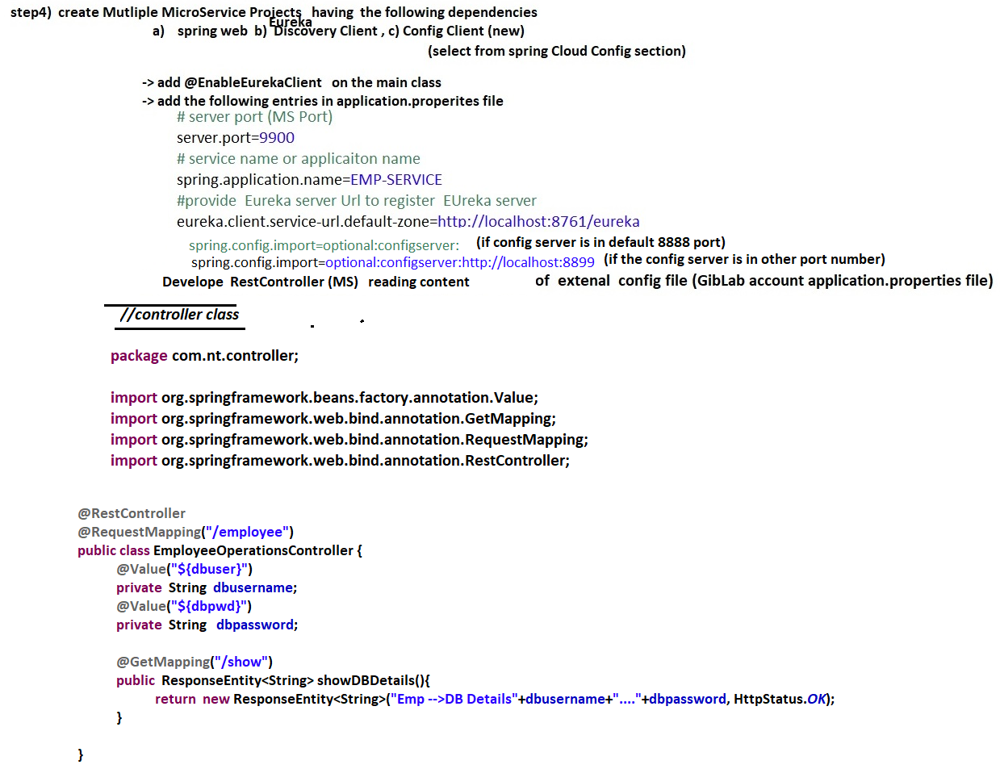 step4) create Mutliple MicroService Projects having the following dependencies
Eureka
a) spring web b) Discovery Client , c) Config Client (new)
(select from spring Cloud Config section)
-> add @EnableEurekaClient on the main class
-> add the following entries in application.properites file
# server port (MS Port)
server.port=9900
# service name or applicaiton name
spring.application.name=EMP-SERVICE
#provide Eureka server Url to register EUreka server
eureka.client.service-url.default-zone=http://localhost:8761/eureka
spring.config.import=optional:configserver: (if config server is in default 8888 port)
spring.config.import=optional:configserver:http://localhost:8899 (if the config server is in other port number)
Develope RestController (MS) reading content of extenal config file (GibLab account application.properties file)
//controller class
package com.nt.controller;
import org.springframework.beans.factory.annotation.Value;
import org.springframework.web.bind.annotation.GetMapping;
import org.springframework.web.bind.annotation.RequestMapping;
import org.springframework.web.bind.annotation.RestController;
@RestController
@RequestMapping("/employee")
public class EmployeeOperationsController {
@Value("${dbuser}")
private String dbusername;
@Value("${dbpwd}")
private String dbpassword;
@GetMapping("/show")
public ResponseEntity<String> showDBDetails(){
return new ResponseEntity<String>("Emp -->DB Details"+dbusername+"...."+dbpassword, HttpStatus.OK);
}
}